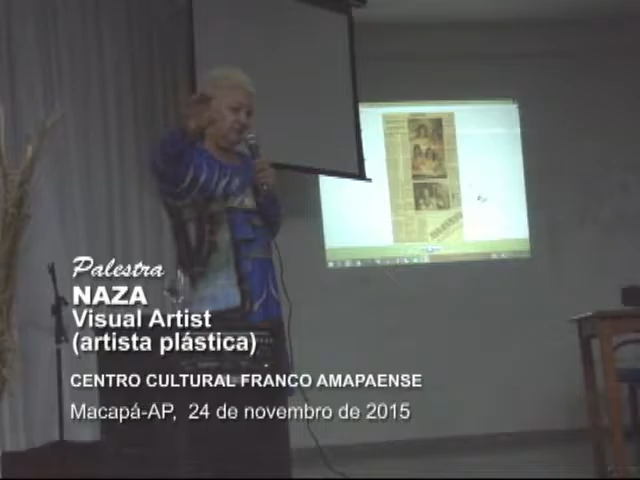 Palestra
NAZA
Visual Artist
(artista plástica)
CENTRO CULTURAL FRANCO AMAPAENSE
Macapá-AP, 24 de novembro de 2015